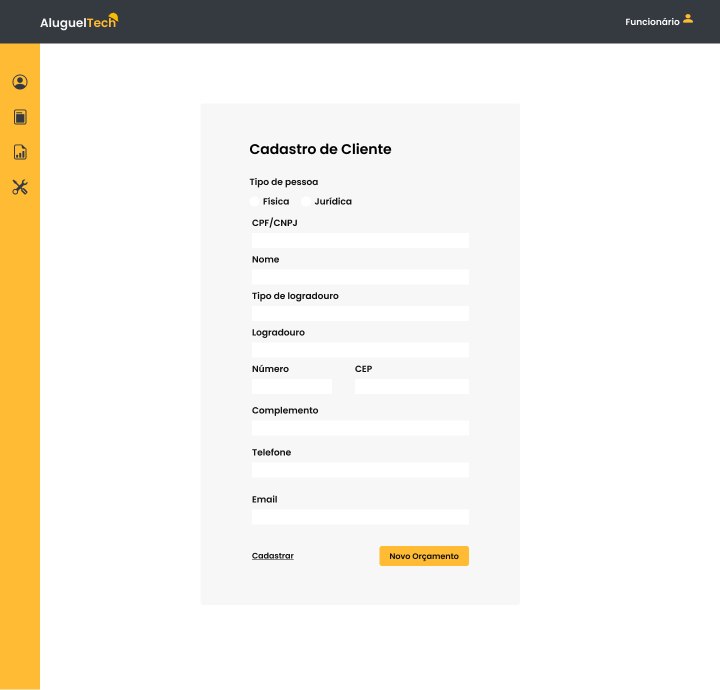 AluguelTech
Funcionário
Cadastro de Cliente
Tipo de pessoa
Física Jurídica
CPF/CNPJ
Nome
Tipo de logradouro
Logradouro
Número CEP
Complemento
Telefone
Email
Cadastrar Novo Orçamento